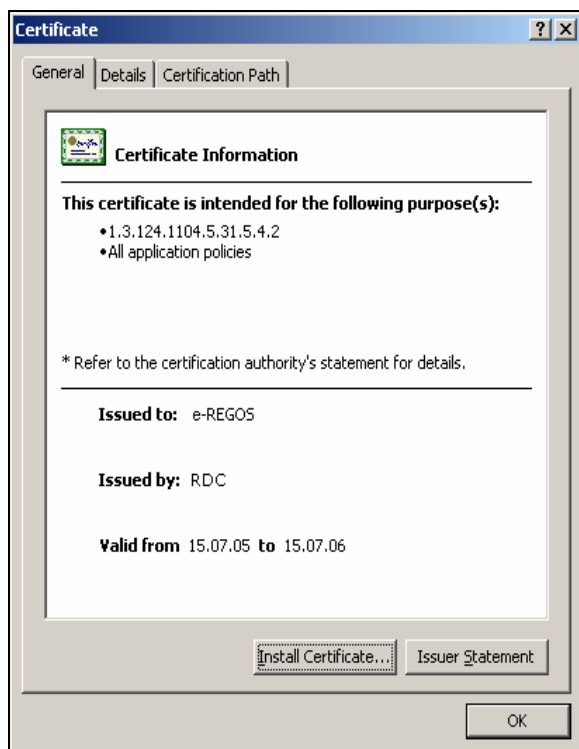 Certificate
General
Details
Certification Path
Certificate Information
This certificate is intended for the following purpose(s):
•1.3.124.1104.5.31.5.4.2
•All application policies
* Refer to the certification authority's statement for details.
Issued to: e-REGOS
Issued by: RDC
Valid from 15.07.05 to 15.07.06
Install Certificate...
Issuer Statement
OK